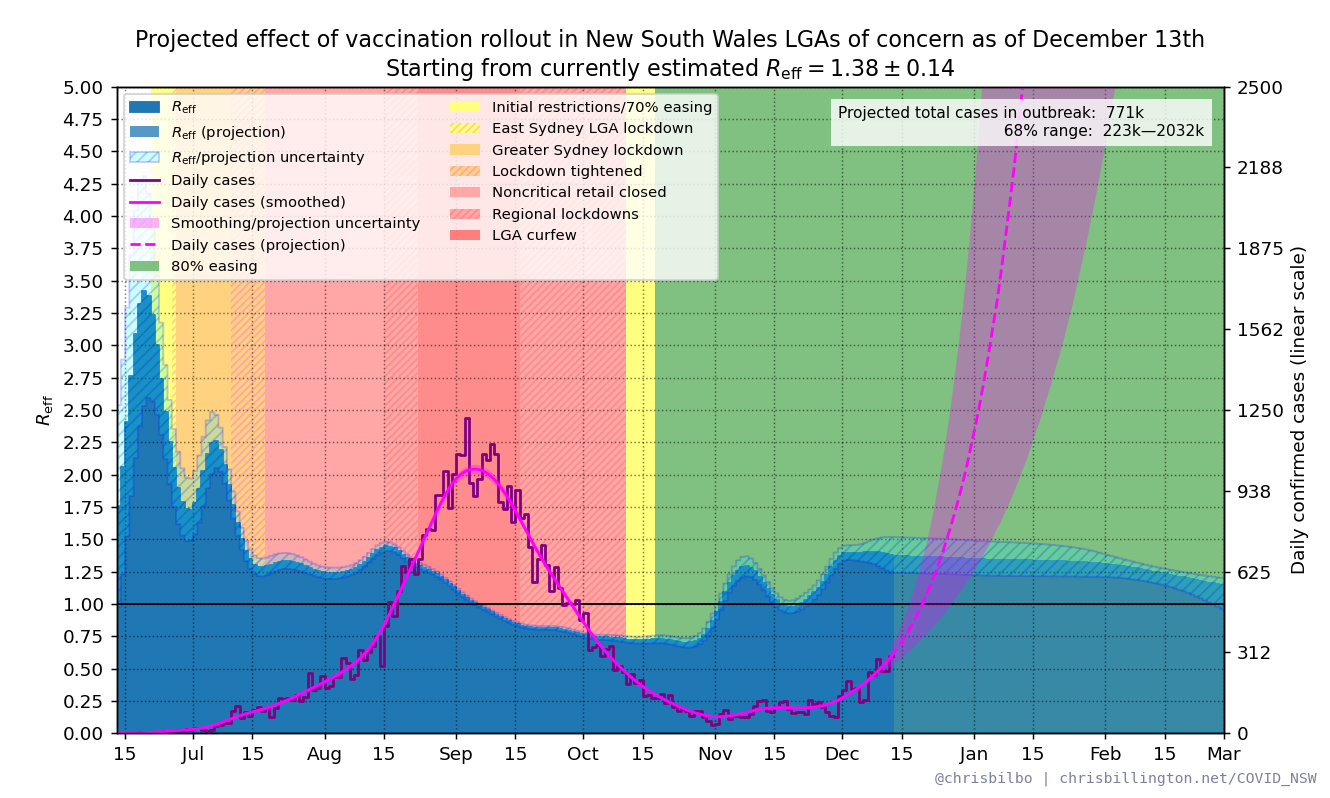 Projected effect of vaccination rollout in New South Wales LGAs of concern as of December 13th
Starting from currently estimated Reff = 1.38 ± 0.14
Reff
Reff (projection)
Reff/projection uncertainty
Daily cases
Daily cases (smoothed)
Smoothing/projection uncertainty
Daily cases (projection)
80% easing
Initial restrictions/70% easing
East Sydney LGA lockdown
Greater Sydney lockdown
Lockdown tightened
Noncritical retail closed
Regional lockdowns
LGA curfew
Projected total cases in outbreak: 771k
68% range: 223k—2032k
Reff
5.00
4.75
4.50
4.25
4.00
3.75
3.50
3.25
3.00
2.75
2.50
2.25
2.00
1.75
1.50
1.25
1.00
0.75
0.50
0.25
0.00
2500
2188
1875
1562
1250
938
625
312
0
Daily confirmed cases (linear scale)
15 Jul 15 Aug 15 Sep 15 Oct 15 Nov 15 Dec 15 Jan 15 Feb 15 Mar
@chrisbilbo | chrisbillington.net/COVID_NSW